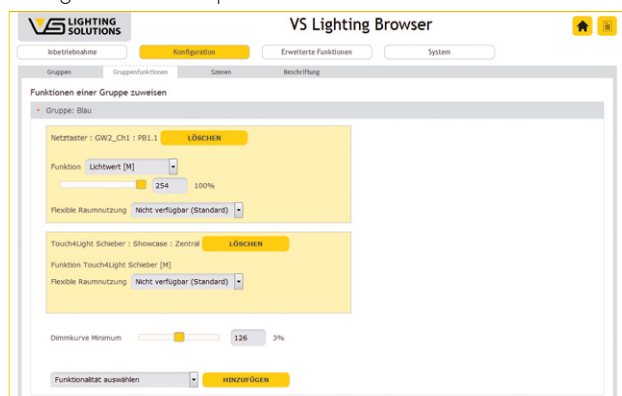 VS LIGHTING SOLUTIONS
VS Lighting Browser
Inbetriebnahme Konfiguration Erweiterte Funktionen System
Gruppen Gruppenfunktionen Szenen Beschriftung
Funktionen einer Gruppe zuweisen
Gruppe: Blau
Netztaster : GW2_Ch1 : PB1.1 LÖSCHEN
Funktion Lichtwert [M]
254 100%
Flexible Raumnutzung Nicht verfügbar (Standard)
Touch4Light Schieber : Showcase : Zentral LÖSCHEN
Funktion Touch4Light Schieber [M]
Flexible Raumnutzung Nicht verfügbar (Standard)
Dimmkurve Minimum 126 3%
Funktionalität auswählen HINZUFÜGEN